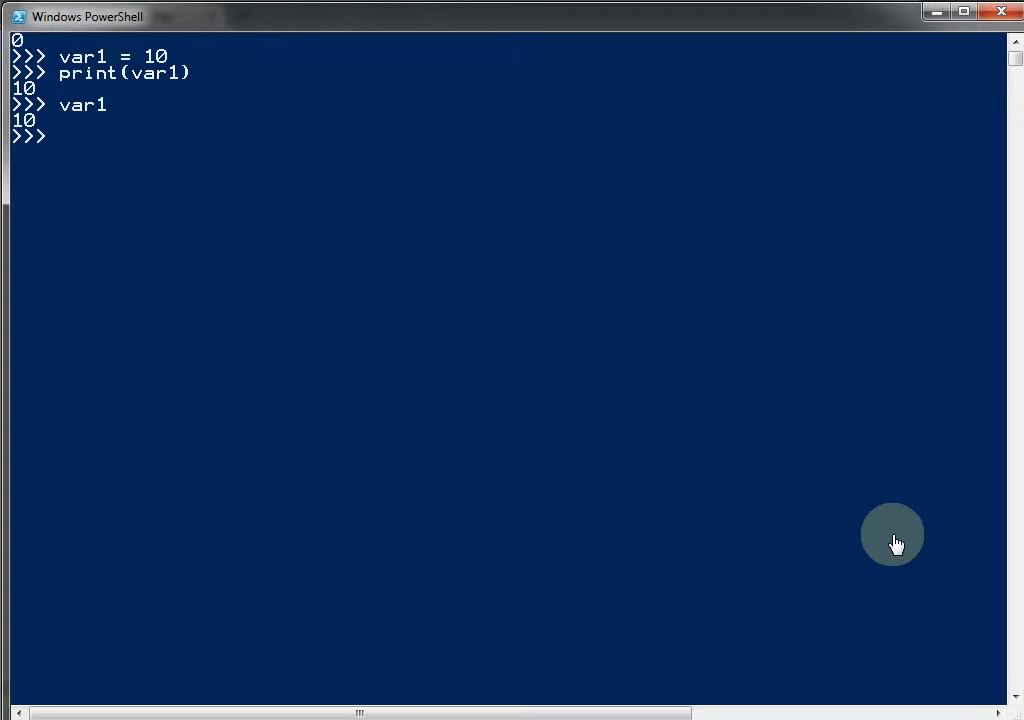 Windows PowerShell
0
>>> var1 = 10
>>> print(var1)
10
>>> var1
10
>>>